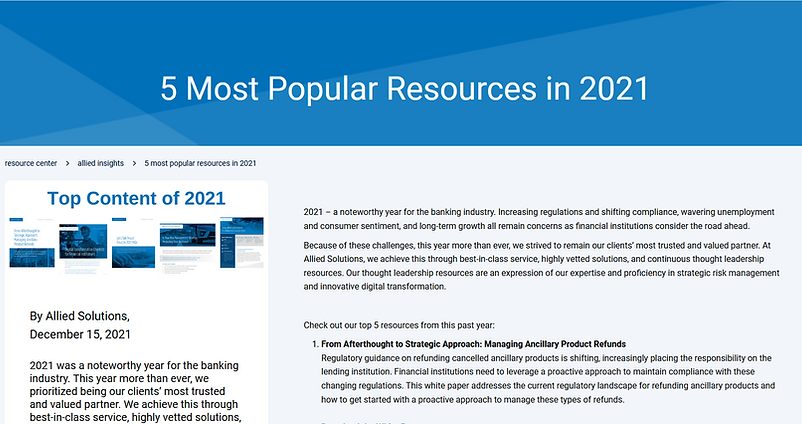 5 Most Popular Resources in 2021
resource center > allied insights > 5 most popular resources in 2021
Top Content of 2021
By Allied Solutions,
December 15, 2021
2021 was a noteworthy year for the banking
industry. This year more than ever, we
prioritized being our clients' most trusted
and valued partner. We achieve this through
best-in-class service, highly vetted solutions,
2021 – a noteworthy year for the banking industry. Increasing regulations and shifting compliance, wavering unemployment
and consumer sentiment, and long-term growth all remain concerns as financial institutions consider the road ahead.
Because of these challenges, this year more than ever, we strived to remain our clients' most trusted and valued partner. At
Allied Solutions, we achieve this through best-in-class service, highly vetted solutions, and continuous thought leadership
resources. Our thought leadership resources are an expression of our expertise and proficiency in strategic risk management
and innovative digital transformation.
Check out our top 5 resources from this past year:
1. From Afterthought to Strategic Approach: Managing Ancillary Product Refunds
Regulatory guidance on refunding cancelled ancillary products is shifting, increasingly placing the responsibility on the
lending institution. Financial institutions need to leverage a proactive approach to maintain compliance with these
changing regulations. This white paper addresses the current regulatory landscape for refunding ancillary products and
how to get started with a proactive approach to manage these types of refunds.